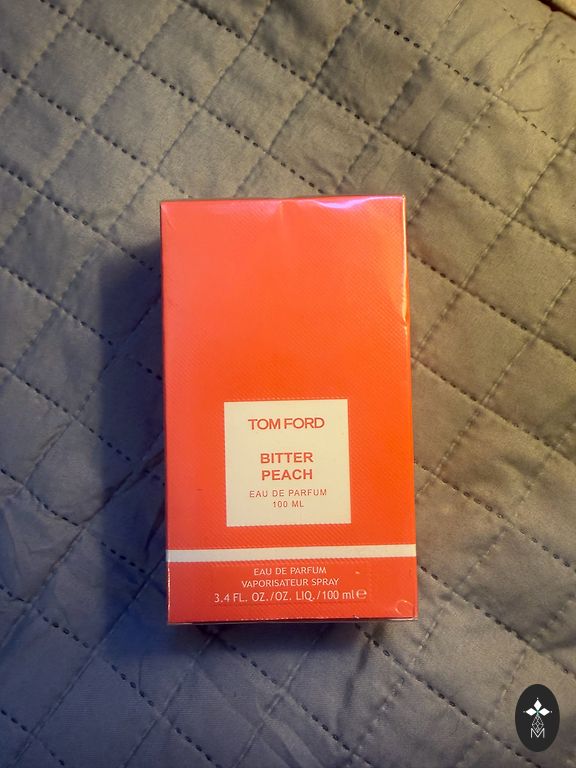 TOM FORD
BITTER
PEACH
EAU DE PARFUM
100 ML
EAU DE PARFUM
VAPORISATEUR SPRAY
3.4 FL. OZ./OZ. LIQ./100 ml ℮
M